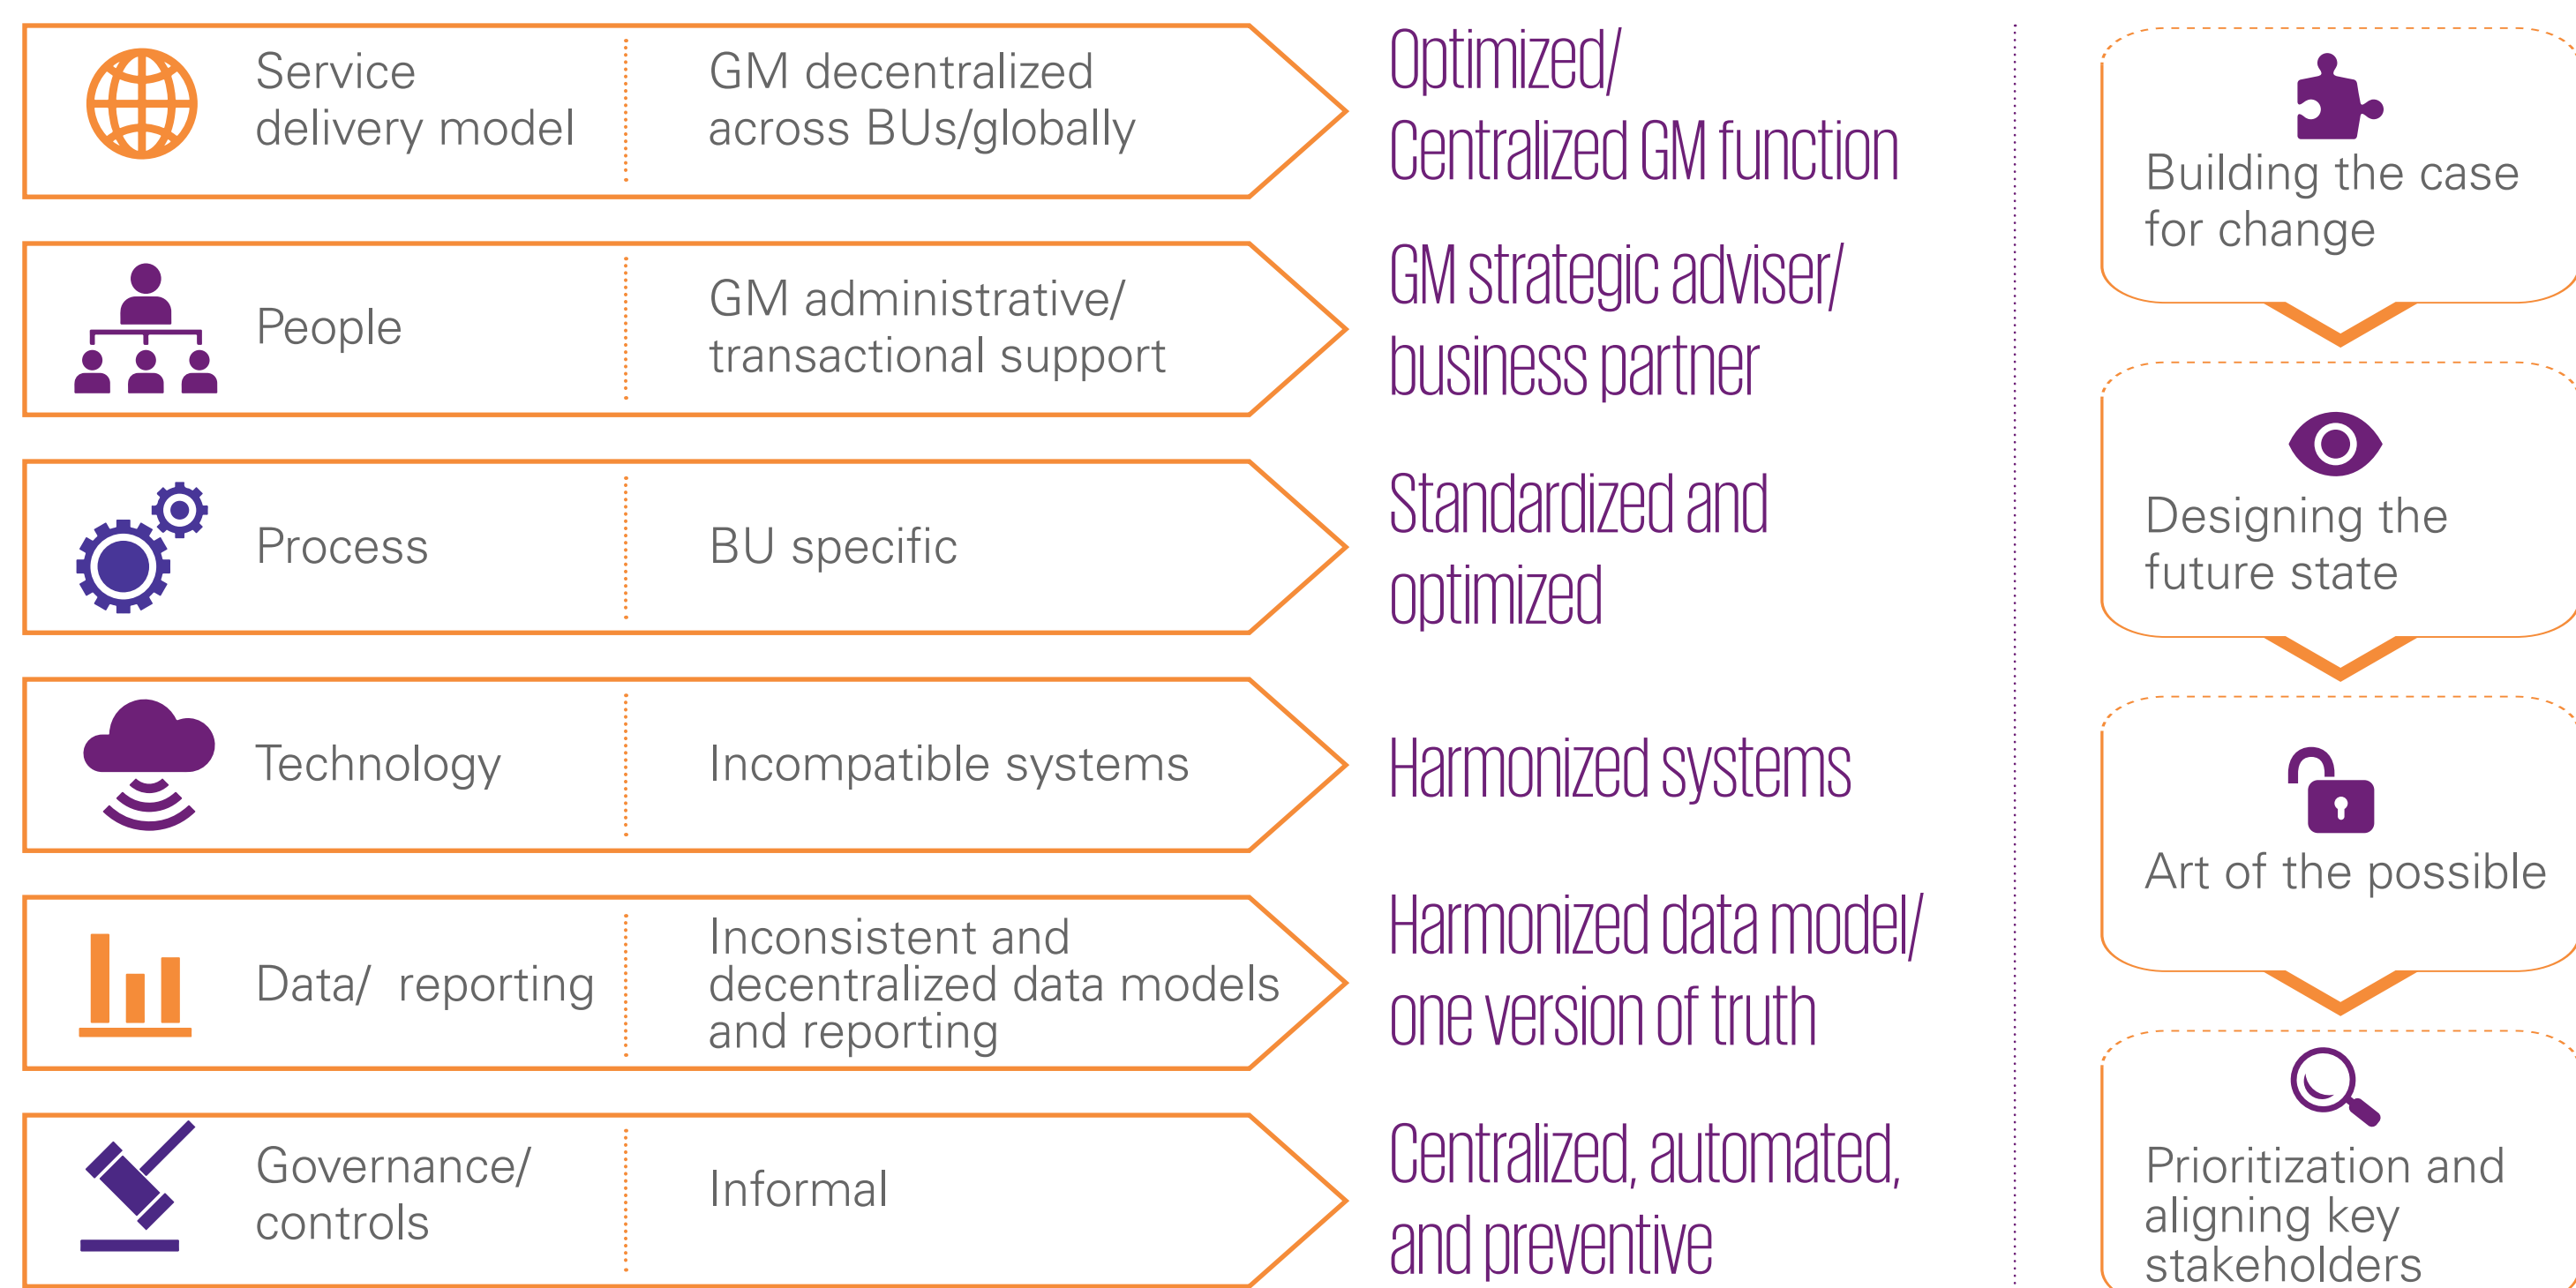 Service
delivery model
GM decentralized
across BUs/globally
Optimized/
Centralized GM function
People
GM administrative/
transactional support
GM strategic adviser/
business partner
Process
BU specific
Standardized and
optimized
Technology
Incompatible systems
Harmonized systems
Data/ reporting
Inconsistent and
decentralized data models
and reporting
Harmonized data model/
one version of truth
Governance/
controls
Informal
Centralized, automated,
and preventive
Building the case
for change
Designing the
future state
Art of the possible
Prioritization and
aligning key
stakeholders